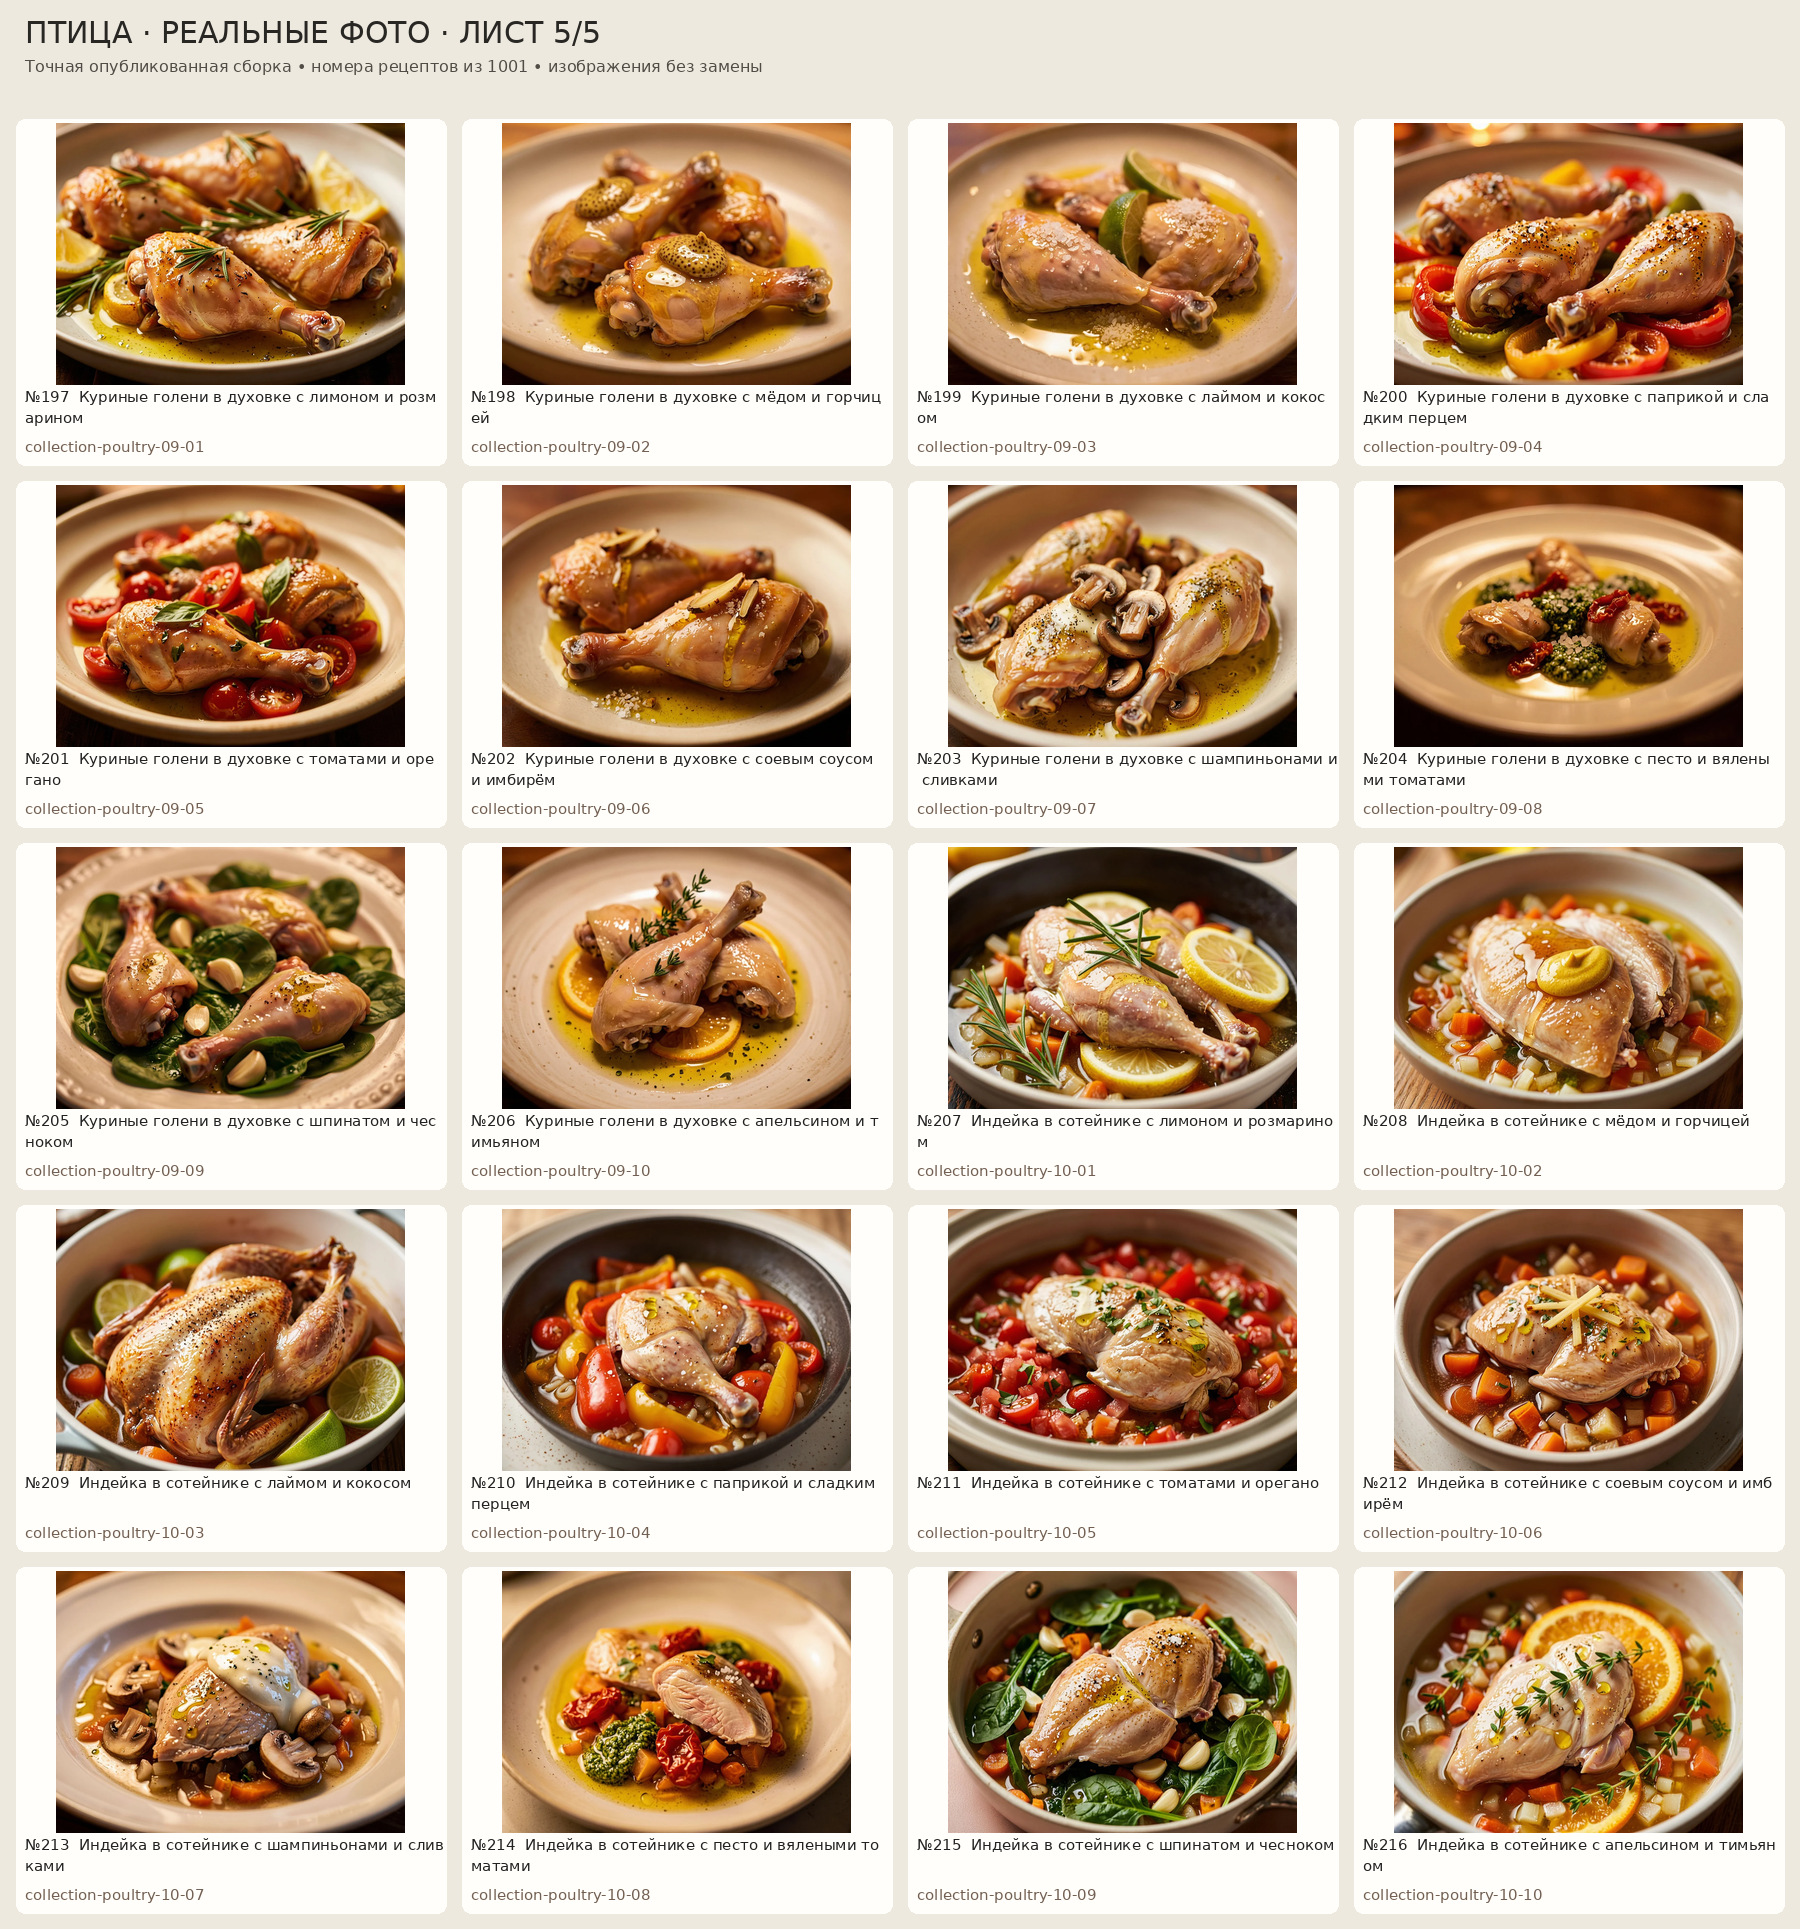 ПТИЦА · РЕАЛЬНЫЕ ФОТО · ЛИСТ 5/5
Точная опубликованная сборка • номера рецептов из 1001 • изображения без замены
№197 Куриные голени в духовке с лимоном и розм
арином
collection-poultry-09-01
№198 Куриные голени в духовке с мёдом и горчиц
ей
collection-poultry-09-02
№199 Куриные голени в духовке с лаймом и кокос
ом
collection-poultry-09-03
№200 Куриные голени в духовке с паприкой и сла
дким перцем
collection-poultry-09-04
№201 Куриные голени в духовке с томатами и оре
гано
collection-poultry-09-05
№202 Куриные голени в духовке с соевым соусом
и имбирём
collection-poultry-09-06
№203 Куриные голени в духовке с шампиньонами и
сливками
collection-poultry-09-07
№204 Куриные голени в духовке с песто и вялены
ми томатами
collection-poultry-09-08
№205 Куриные голени в духовке с шпинатом и чес
ноком
collection-poultry-09-09
№206 Куриные голени в духовке с апельсином и т
имьяном
collection-poultry-09-10
№207 Индейка в сотейнике с лимоном и розмарино
м
collection-poultry-10-01
№208 Индейка в сотейнике с мёдом и горчицей
collection-poultry-10-02
№209 Индейка в сотейнике с лаймом и кокосом
collection-poultry-10-03
№210 Индейка в сотейнике с паприкой и сладким
перцем
collection-poultry-10-04
№211 Индейка в сотейнике с томатами и орегано
collection-poultry-10-05
№212 Индейка в сотейнике с соевым соусом и имб
ирём
collection-poultry-10-06
№213 Индейка в сотейнике с шампиньонами и слив
ками
collection-poultry-10-07
№214 Индейка в сотейнике с песто и вялеными то
матами
collection-poultry-10-08
№215 Индейка в сотейнике с шпинатом и чесноком
collection-poultry-10-09
№216 Индейка в сотейнике с апельсином и тимьян
ом
collection-poultry-10-10